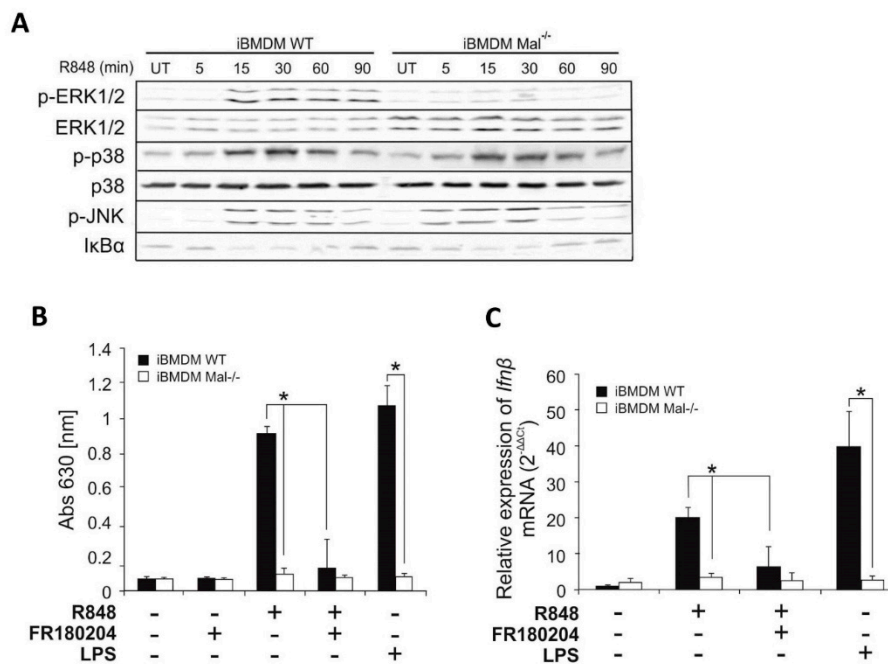 A
iBMDM WT iBMDM Mal-/-
R848 (min) UT 5 15 30 60 90 UT 5 15 30 60 90
p-ERK1/2
ERK1/2
p-p38
p38
p-JNK
IκBα
B
Abs 630 [nm]
1.4
1.2
1
0.8
0.6
0.4
0.2
0
iBMDM WT
iBMDM Mal-/-
*
*
R848 - - + + -
FR180204 - + - + -
LPS - - - - +
C
Relative expression of Ifnβ
mRNA (2-ΔΔCt)
60
50
40
30
20
10
0
iBMDM WT
iBMDM Mal-/-
*
*
R848 - + + -
FR180204 - - + -
LPS - - - +